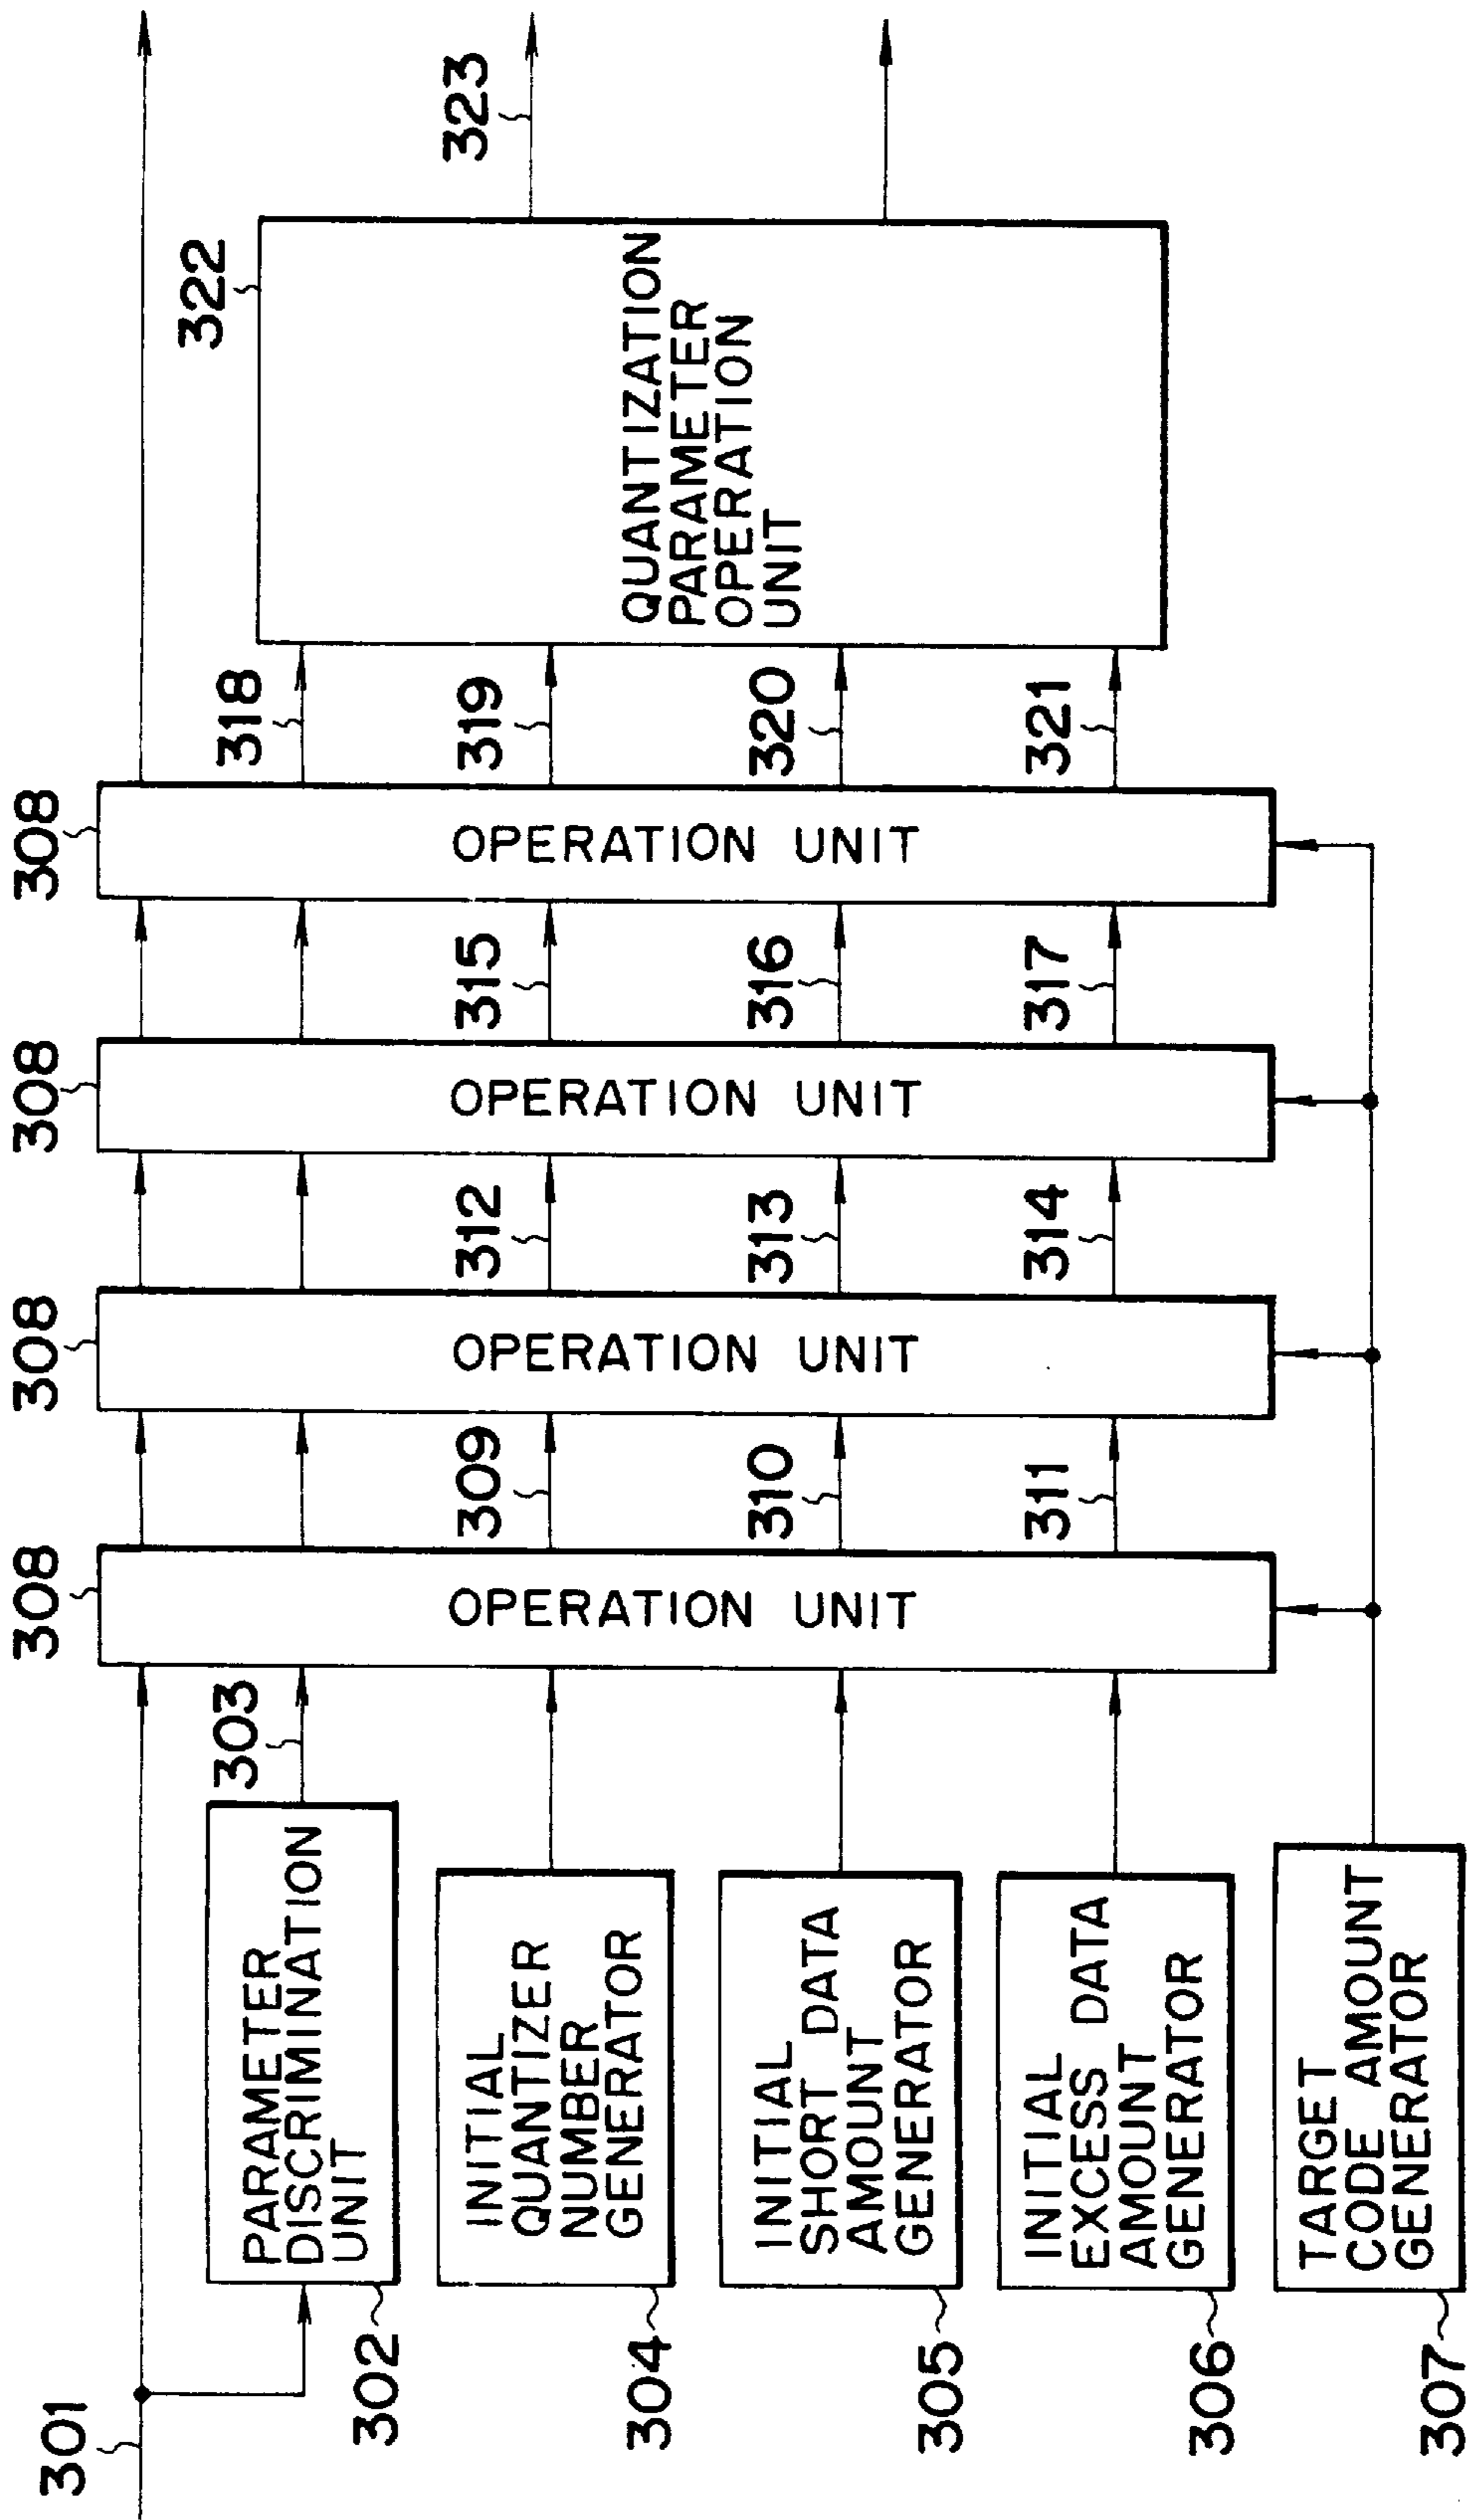 301
302
PARAMETER
DISCRIMINATION
UNIT
303
304
INITIAL
QUANTIZER
NUMBER
GENERATOR
305
INITIAL
SHORT DATA
AMOUNT
GENERATOR
306
INITIAL
EXCESS DATA
AMOUNT
GENERATOR
307
TARGET
CODE AMOUNT
GENERATOR
308
OPERATION UNIT
309
310
311
308
OPERATION UNIT
312
313
314
308
OPERATION UNIT
315
316
317
308
OPERATION UNIT
318
319
320
321
322
QUANTIZATION
PARAMETER
OPERATION
UNIT
323